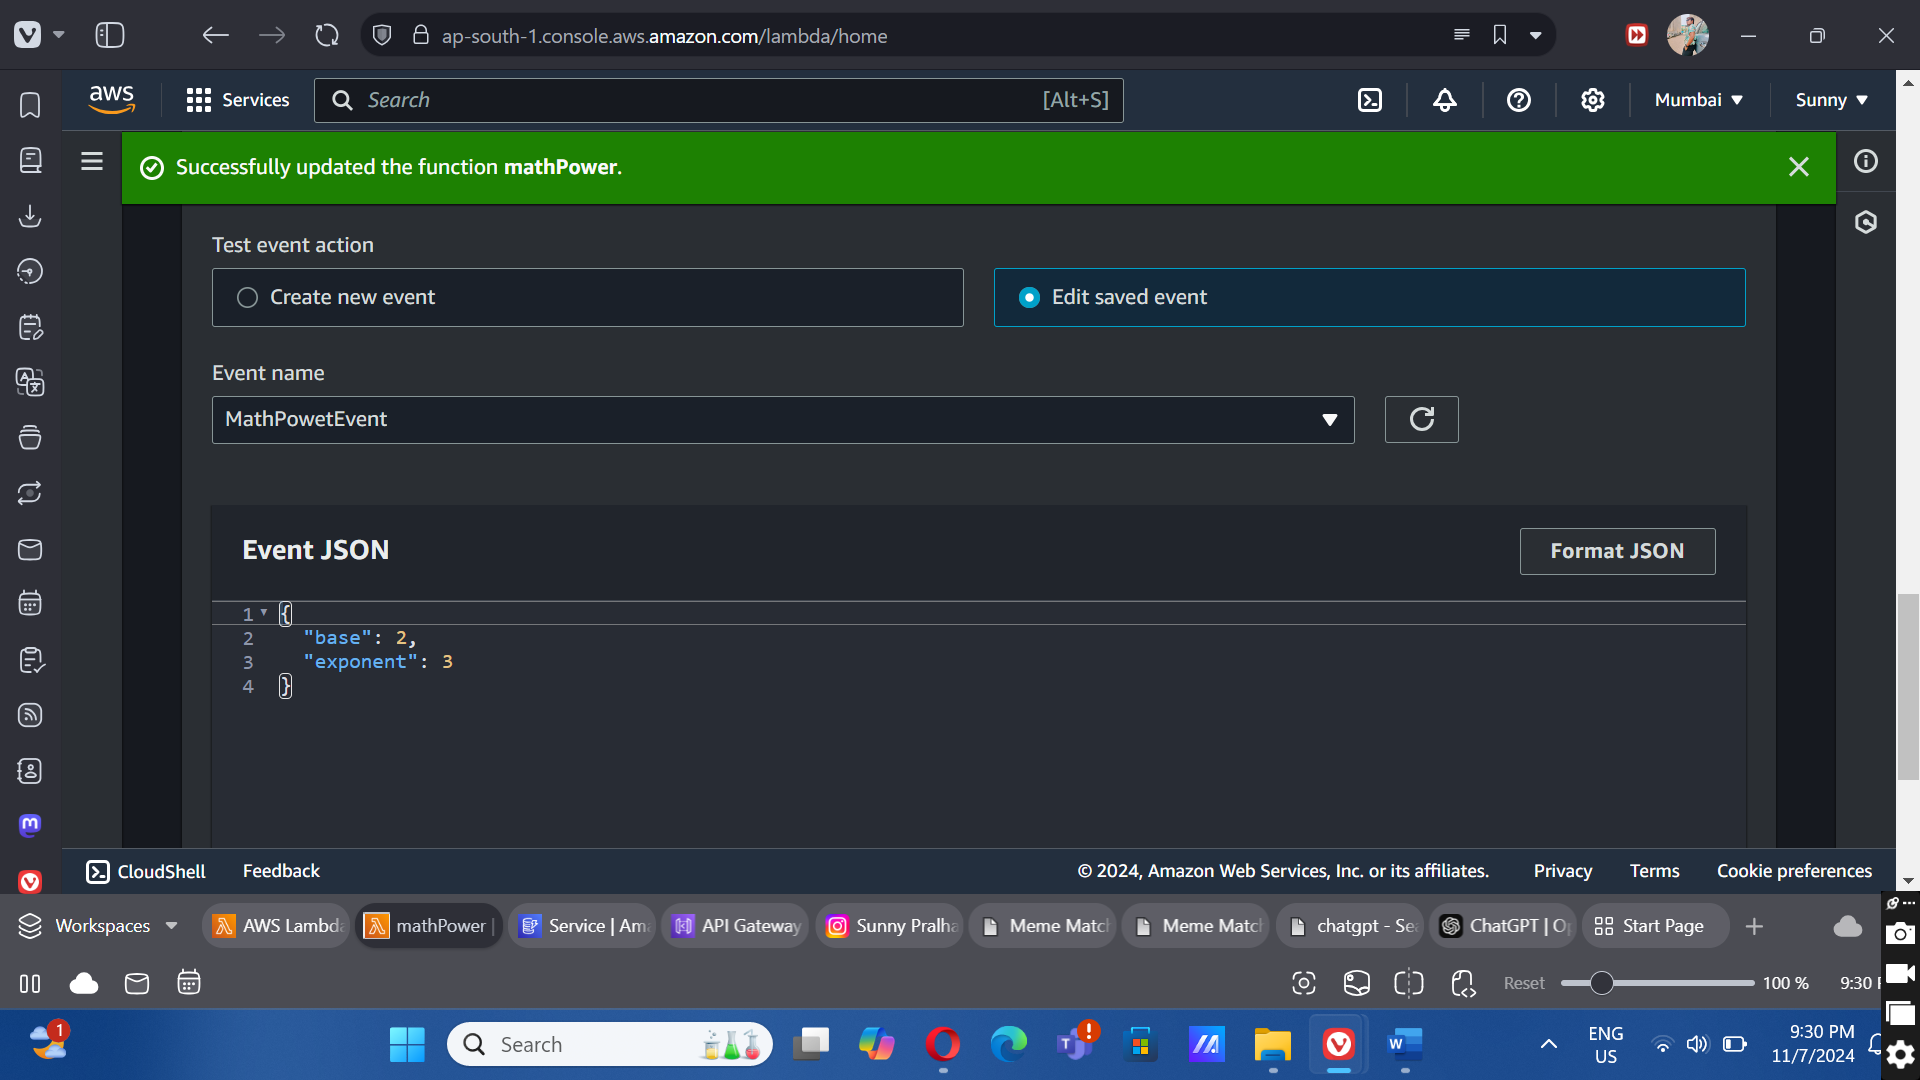 ap-south-1.console.aws.amazon.com/lambda/home
aws
Services
Search
[Alt+S]
Mumbai ▼
Sunny ▼
Successfully updated the function mathPower.
Test event action
Create new event
Edit saved event
Event name
MathPowetEvent
Event JSON
Format JSON
1 {
2 "base": 2,
3 "exponent": 3
4 }
CloudShell
Feedback
© 2024, Amazon Web Services, Inc. or its affiliates.
Privacy
Terms
Cookie preferences
Workspaces
AWS Lambda
mathPower |
Service | Am
API Gateway
Sunny Pralha
Meme Matc
Meme Matc
chatgpt - Se
ChatGPT | O
Start Page
Reset
100 %
9:30
1
Search
ENG
US
9:30 PM
11/7/2024